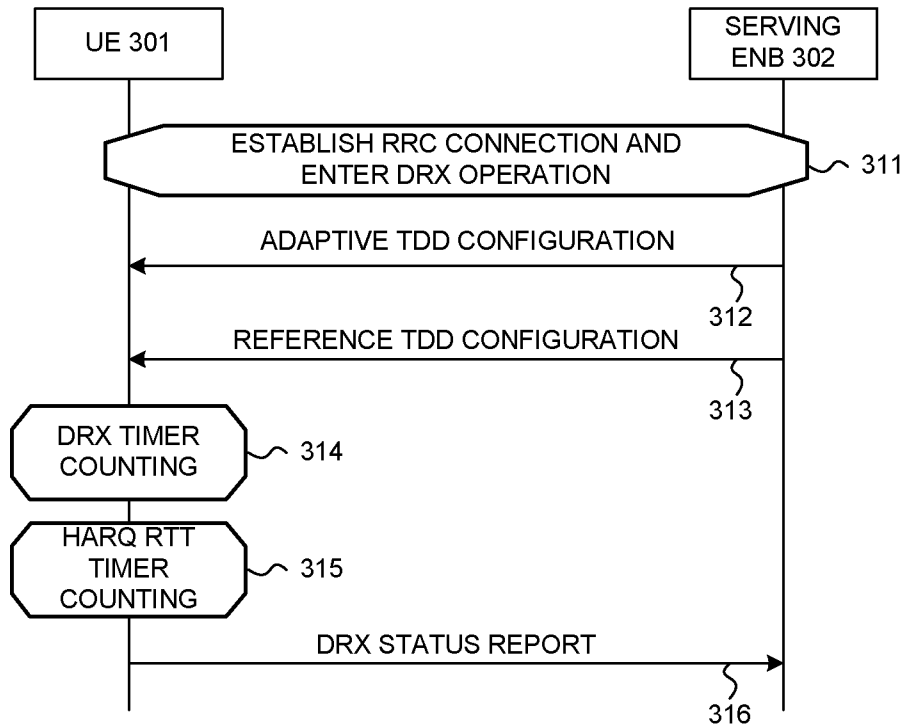 UE 301
SERVING
ENB 302
ESTABLISH RRC CONNECTION AND
ENTER DRX OPERATION
311
ADAPTIVE TDD CONFIGURATION
312
REFERENCE TDD CONFIGURATION
313
DRX TIMER
COUNTING
314
HARQ RTT
TIMER
COUNTING
315
DRX STATUS REPORT
316